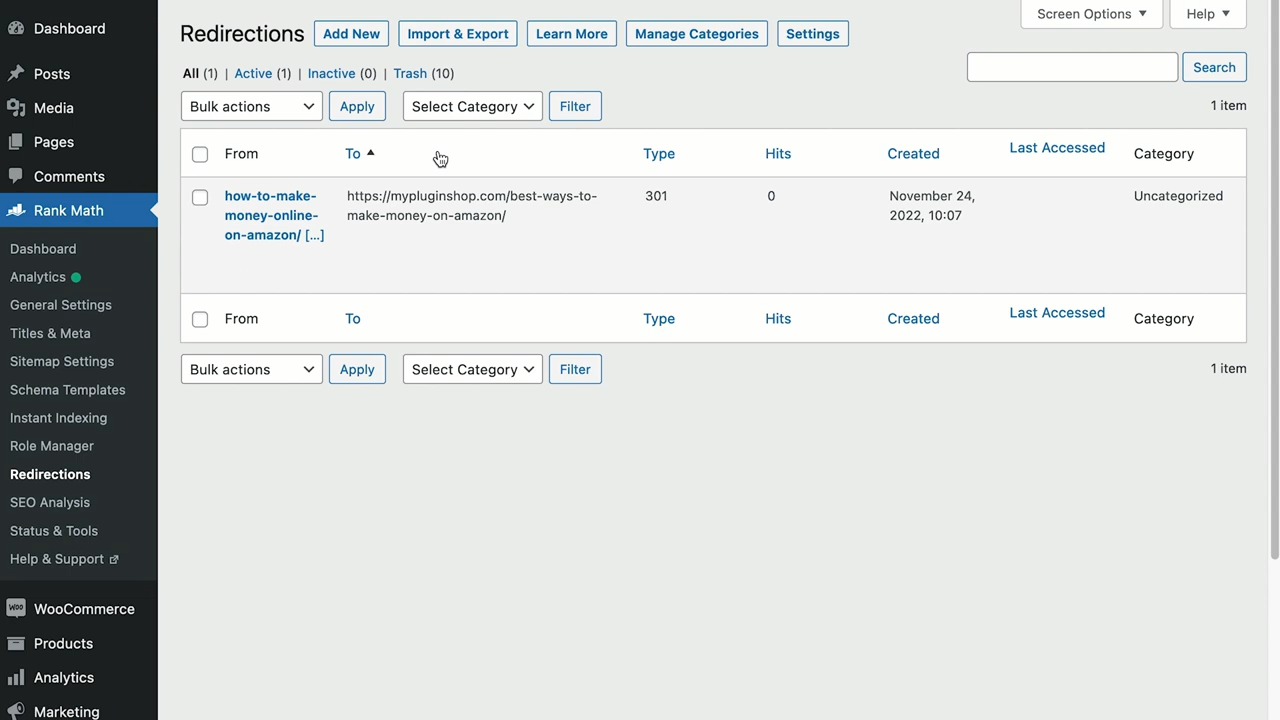 Dashboard
Posts
Media
Pages
Comments
Rank Math
Dashboard
Analytics
General Settings
Titles & Meta
Sitemap Settings
Schema Templates
Instant Indexing
Role Manager
Redirections
SEO Analysis
Status & Tools
Help & Support
WooCommerce
Products
Analytics
Marketing
Screen Options Help
Redirections Add New Import & Export Learn More Manage Categories Settings
All (1) | Active (1) | Inactive (0) | Trash (10)
Search
Bulk actions Apply Select Category Filter
1 item
From To Type Hits Created Last Accessed Category
how-to-make- https://mypluginshop.com/best-ways-to- 301 0 November 24, Uncategorized
money-online- make-money-on-amazon/ 2022, 10:07
on-amazon/ [...]
From To Type Hits Created Last Accessed Category
Bulk actions Apply Select Category Filter
1 item